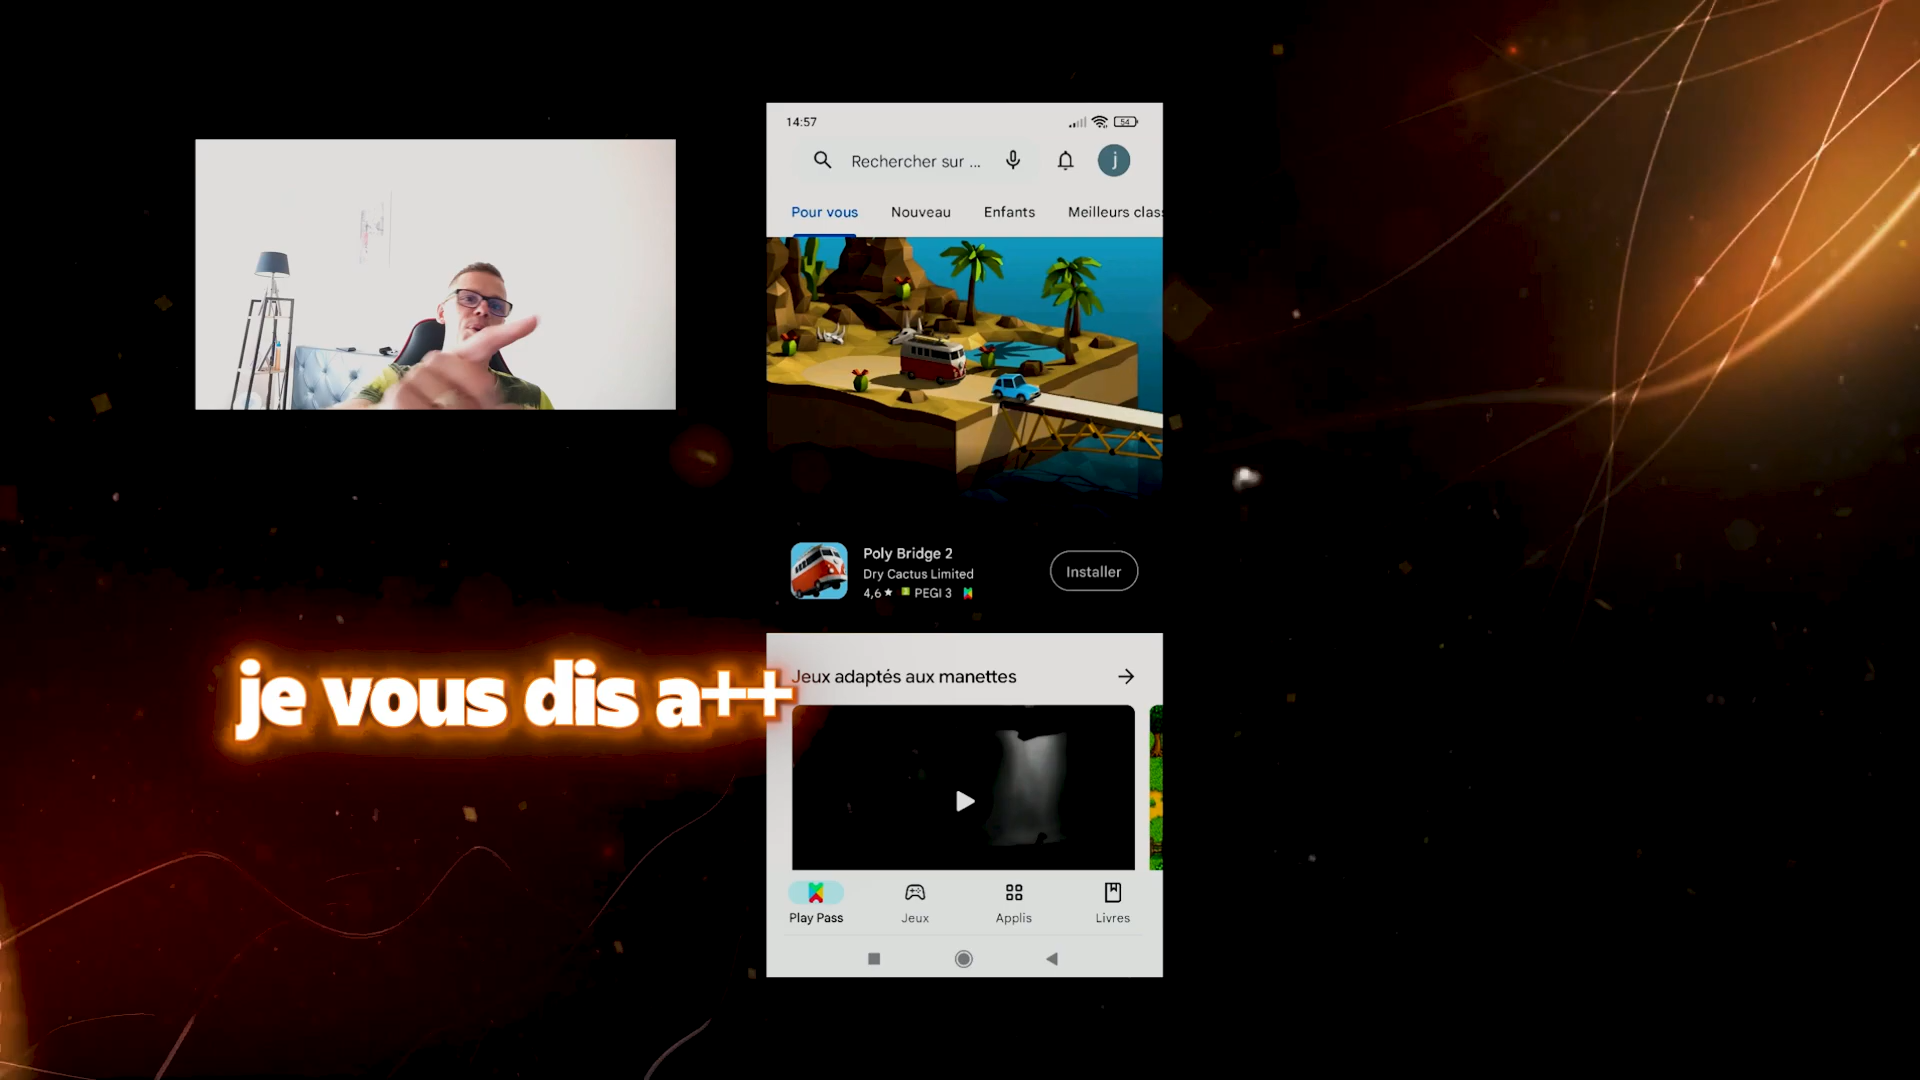 14:57
54
Rechercher sur ...
j
Pour vous
Nouveau
Enfants
Meilleurs clas
Poly Bridge 2
Dry Cactus Limited
4,6★ PEGI 3
Installer
je vous dis a++
Jeux adaptés aux manettes
Play Pass
Jeux
Applis
Livres